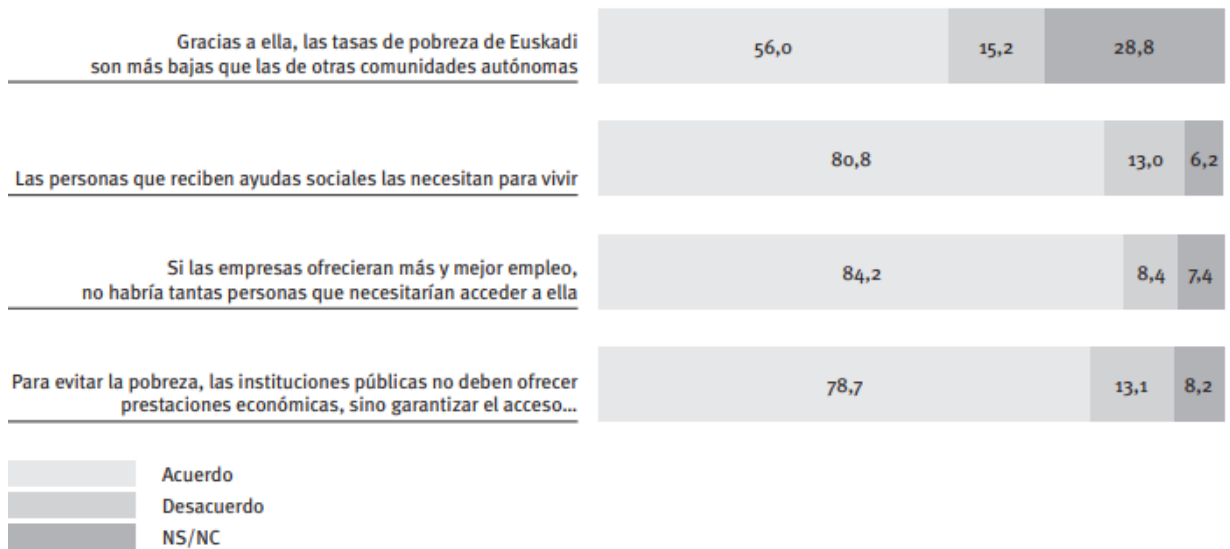 Gracias a ella, las tasas de pobreza de Euskadi
son más bajas que las de otras comunidades autónomas
56,0 15,2 28,8
Las personas que reciben ayudas sociales las necesitan para vivir
80,8 13,0 6,2
Si las empresas ofrecieran más y mejor empleo,
no habría tantas personas que necesitarían acceder a ella
84,2 8,4 7,4
Para evitar la pobreza, las instituciones públicas no deben ofrecer
prestaciones económicas, sino garantizar el acceso...
78,7 13,1 8,2
Acuerdo
Desacuerdo
NS/NC